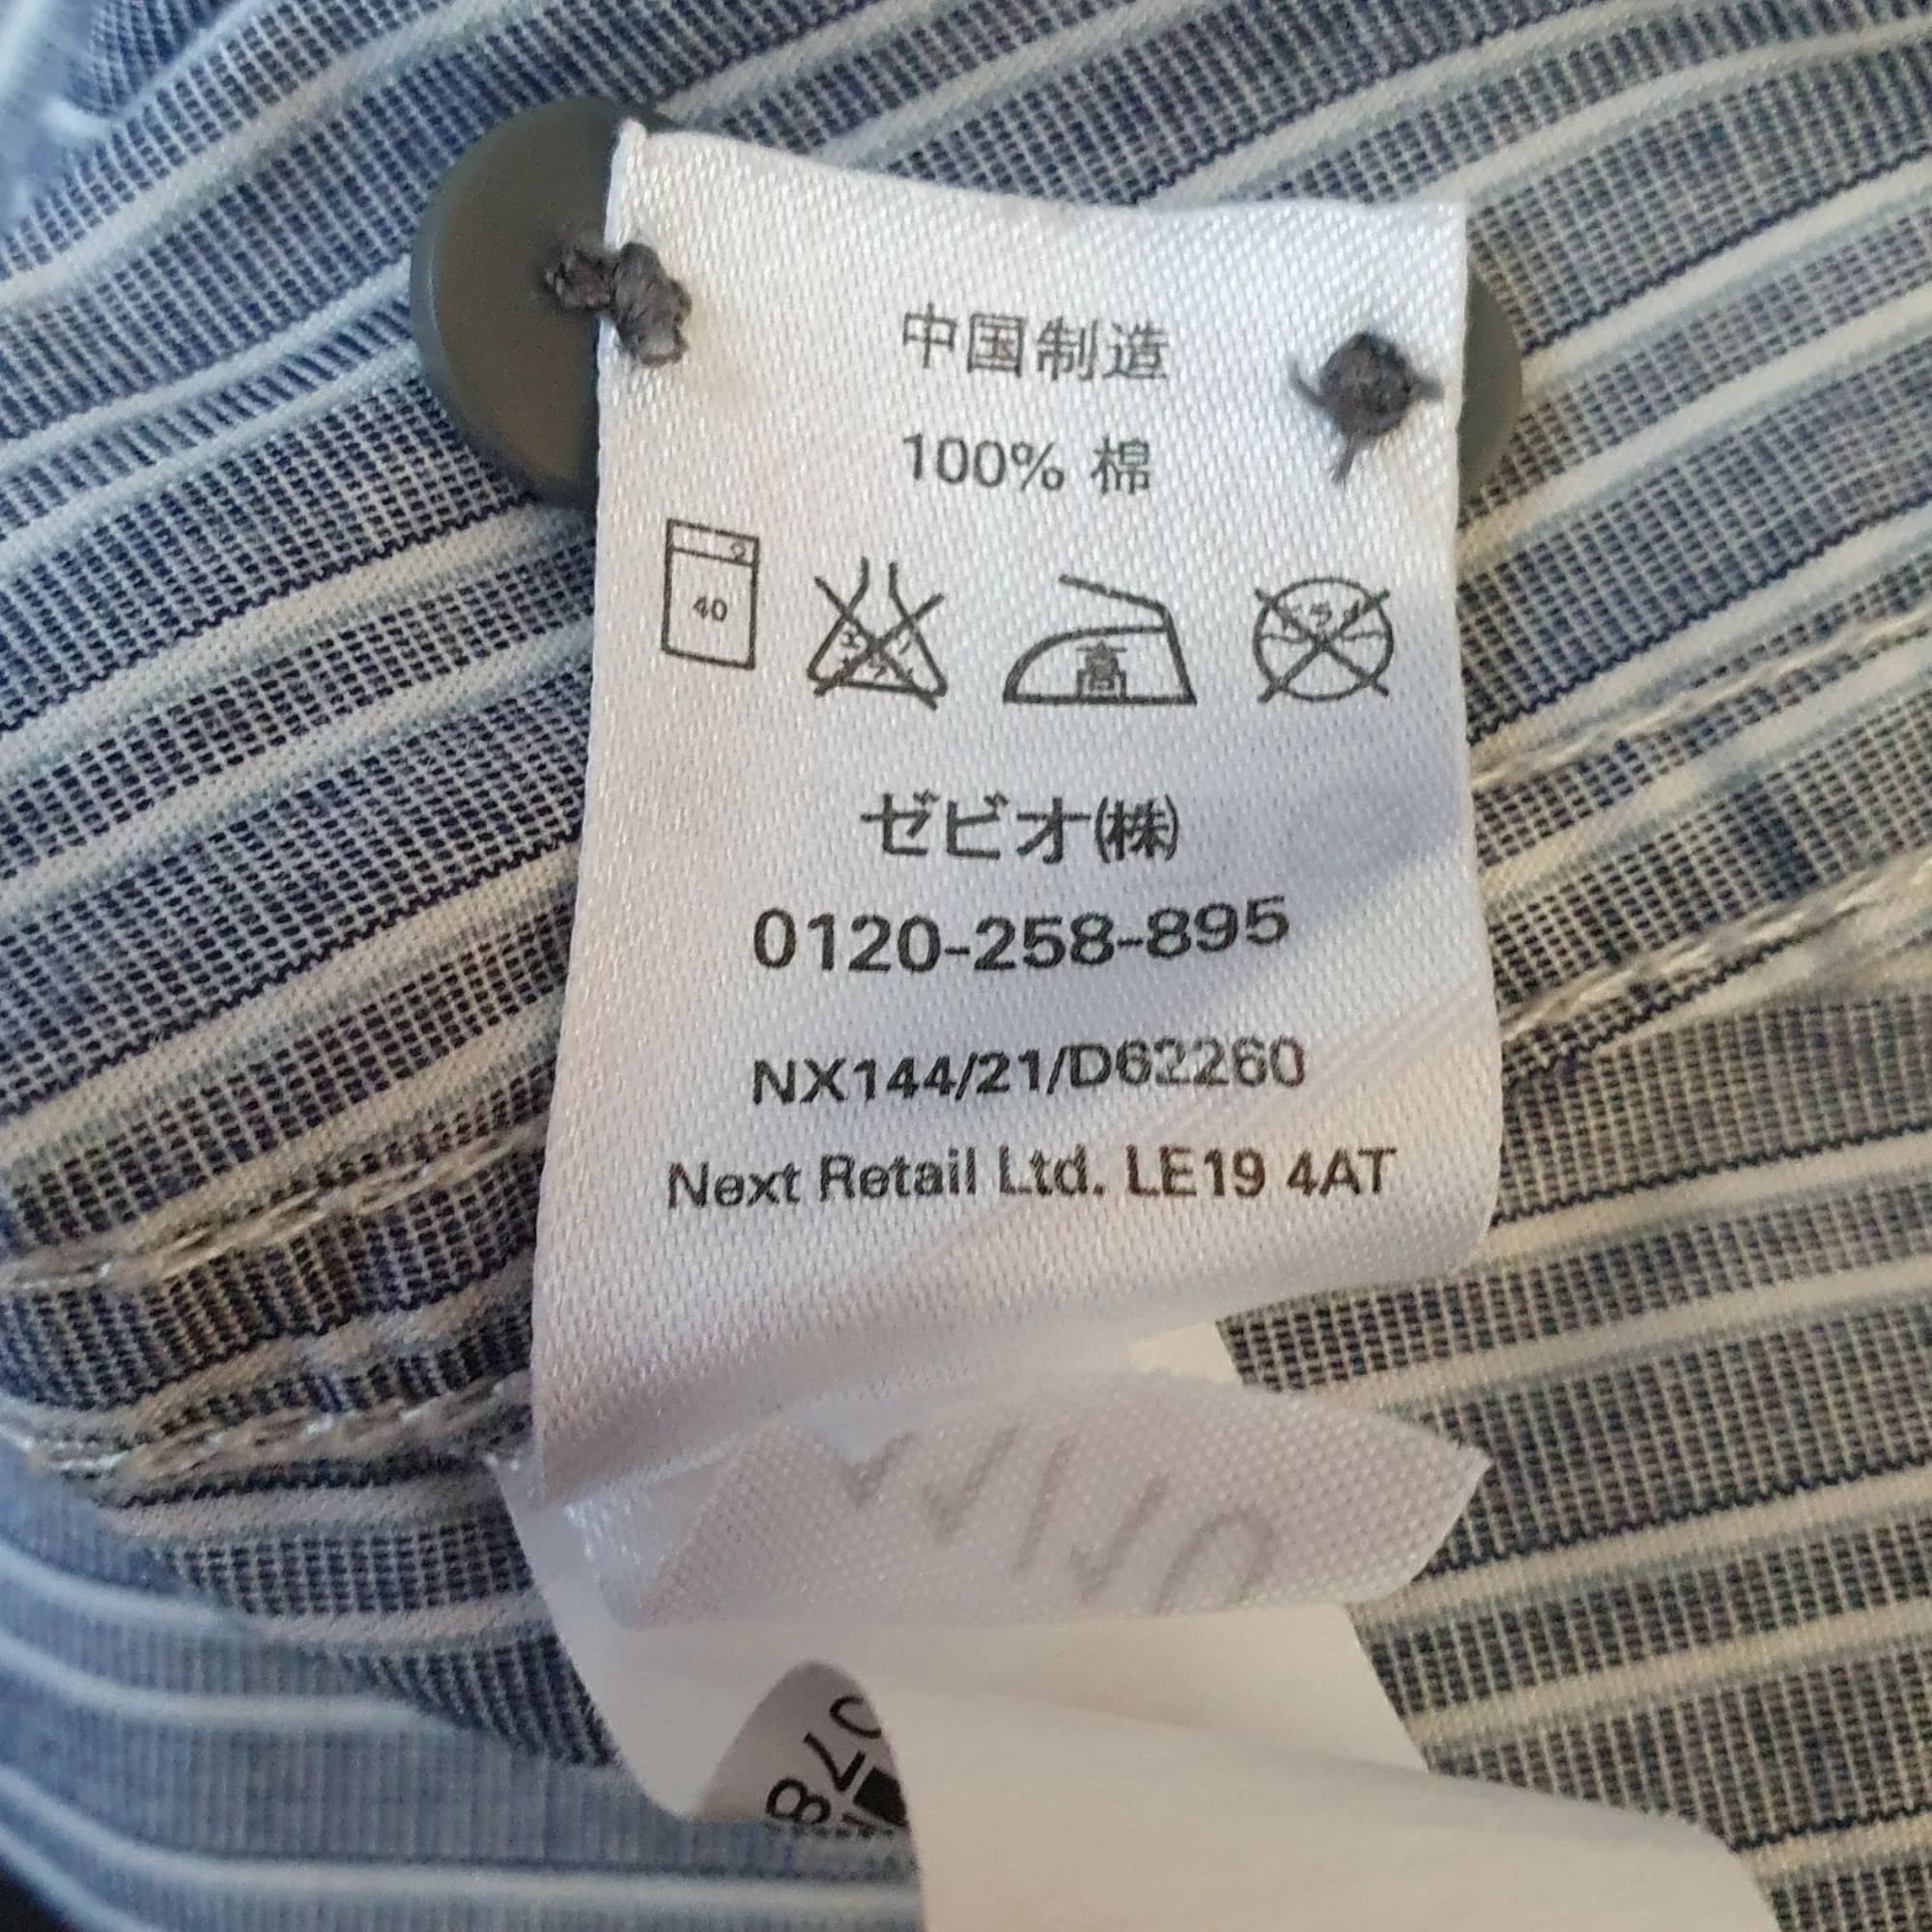 中国制造
100% 棉
40
高
ゼビオ(株)
0120-258-895
NX144/21/D62260
Next Retail Ltd. LE19 4AT